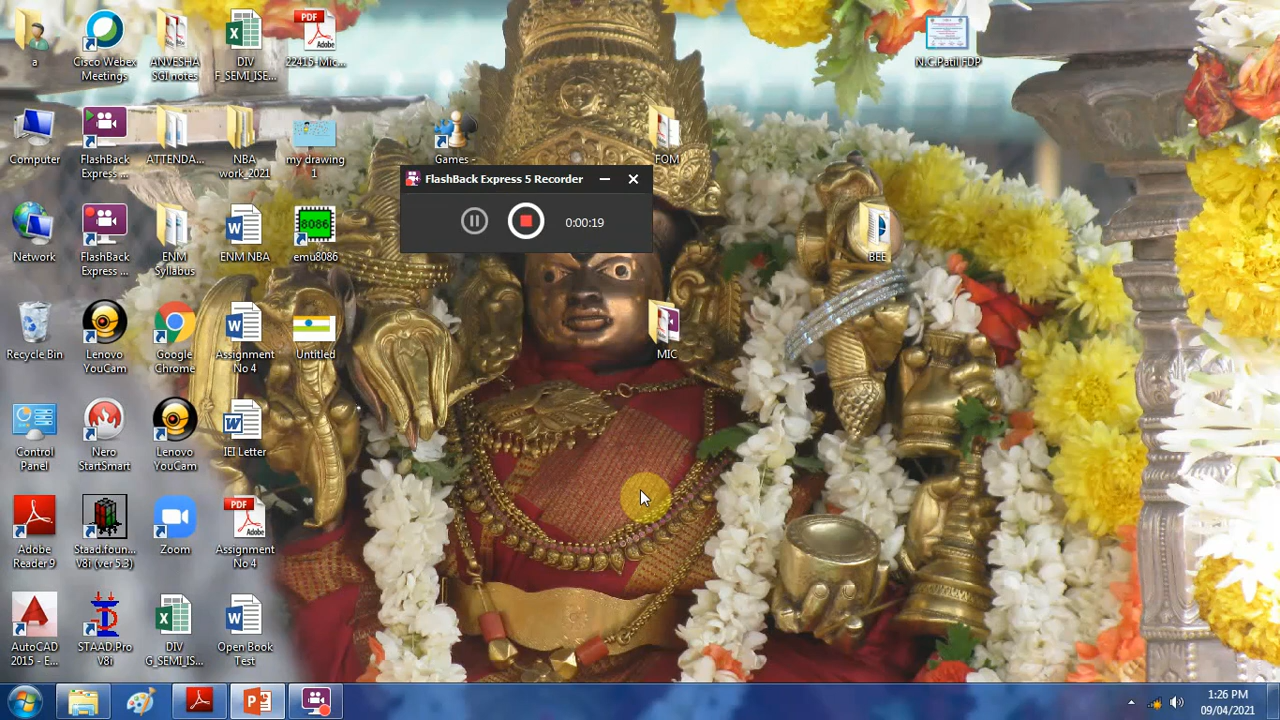 a
Cisco Webex
Meetings
ANVESHA
SGI notes
DIV
F_SEMI_ISE...
PDF
Adobe
22415-Mic...
N.C.Patil FDP
Computer
FlashBack
Express ...
ATTENDA...
NBA
work_2021
my drawing
1
Games -
FOM
FlashBack Express 5 Recorder
0:00:19
Network
FlashBack
Express ...
ENM
Syllabus
ENM NBA
8086
emu8086
BEE
Recycle Bin
Lenovo
YouCam
Google
Chrome
Assignment
No 4
Untitled
MIC
Control
Panel
Nero
StartSmart
Lenovo
YouCam
IEI Letter
Adobe
Reader 9
Staad.foun...
V8i (ver5.3)
Zoom
PDF
Adobe
Assignment
No 4
AutoCAD
2015 - E...
STAAD.Pro
V8i
DIV
G_SEMI_IS...
Open Book
Test
1:26 PM
09/04/2021